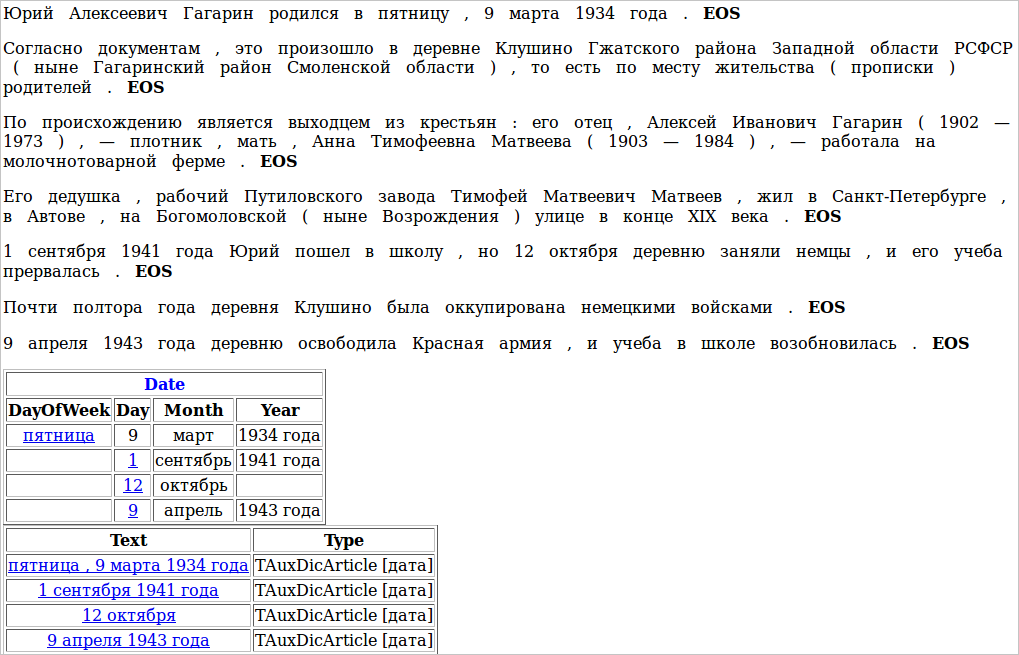 Юрий Алексеевич Гагарин родился в пятницу , 9 марта 1934 года . EOS
Согласно документам , это произошло в деревне Клушино Гжатского района Западной области РСФСР
( ныне Гагаринский район Смоленской области ) , то есть по месту жительства ( прописки )
родителей . EOS
По происхождению является выходцем из крестьян : его отец , Алексей Иванович Гагарин ( 1902 —
1973 ) , — плотник , мать , Анна Тимофеевна Матвеева ( 1903 — 1984 ) , — работала на
молочнотоварной ферме . EOS
Его дедушка , рабочий Путиловского завода Тимофей Матвеевич Матвеев , жил в Санкт-Петербурге ,
в Автове , на Богомоловской ( ныне Возрождения ) улице в конце XIX века . EOS
1 сентября 1941 года Юрий пошел в школу , но 12 октября деревню заняли немцы , и его учеба
прервалась . EOS
Почти полтора года деревня Клушино была оккупирована немецкими войсками . EOS
9 апреля 1943 года деревню освободила Красная армия , и учеба в школе возобновилась . EOS
Date
DayOfWeek Day Month Year
пятница 9 март 1934 года
1 сентябрь 1941 года
12 октябрь
9 апрель 1943 года
Text Type
пятница , 9 марта 1934 года TAuxDicArticle [дата]
1 сентября 1941 года TAuxDicArticle [дата]
12 октября TAuxDicArticle [дата]
9 апреля 1943 года TAuxDicArticle [дата]